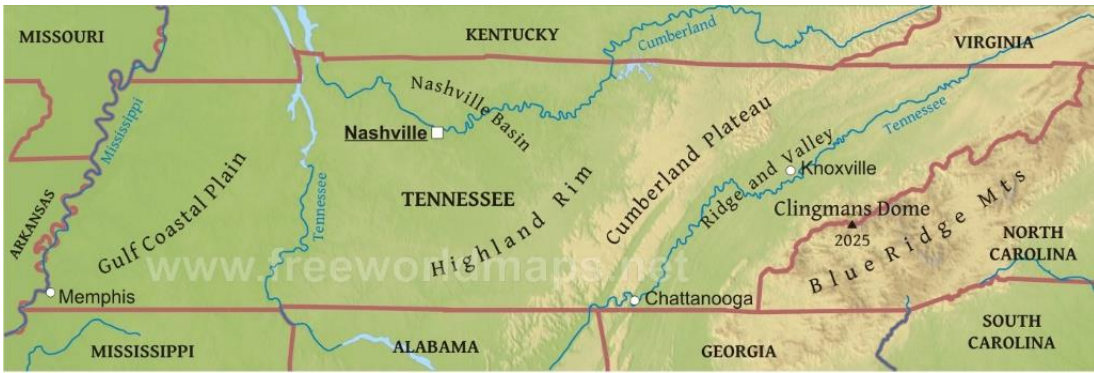 MISSOURI
KENTUCKY
Cumberland
VIRGINIA
Mississippi
Nashville Basin
Nashville
Cumberland Plateau
Tennessee
Ridge and Valley
Knoxville
ARKANSAS
Gulf Coastal Plain
Tennessee
TENNESSEE
Highland Rim
Clingmans Dome
2025
Blue Ridge Mts
NORTH
CAROLINA
www.freeworldmaps.net
Memphis
Chattanooga
MISSISSIPPI
ALABAMA
GEORGIA
SOUTH
CAROLINA